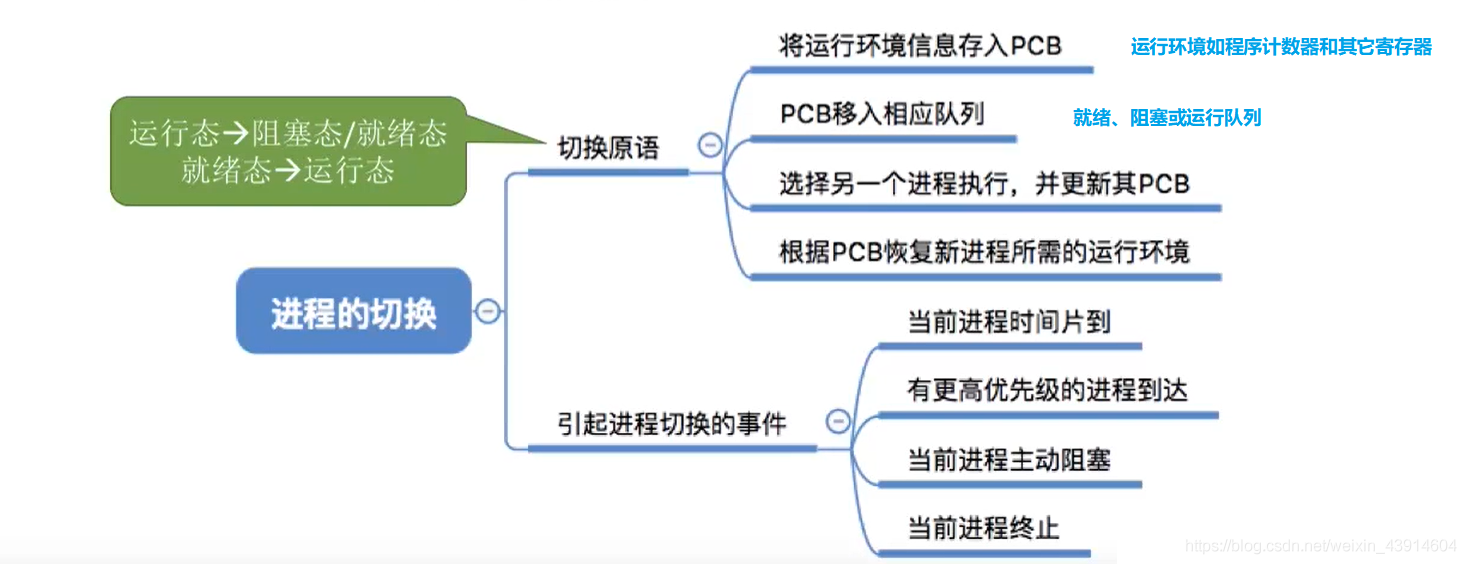 将运行环境信息存入PCB
运行环境如程序计数器和其它寄存器
PCB移入相应队列
就绪、阻塞或运行队列
运行态→阻塞态/就绪态
就绪态→运行态
切换原语
选择另一个进程执行，并更新其PCB
根据PCB恢复新进程所需的运行环境
进程的切换
当前进程时间片到
有更高优先级的进程到达
引起进程切换的事件
当前进程主动阻塞
当前进程终止
https://blog.csdn.net/weixin_43914604